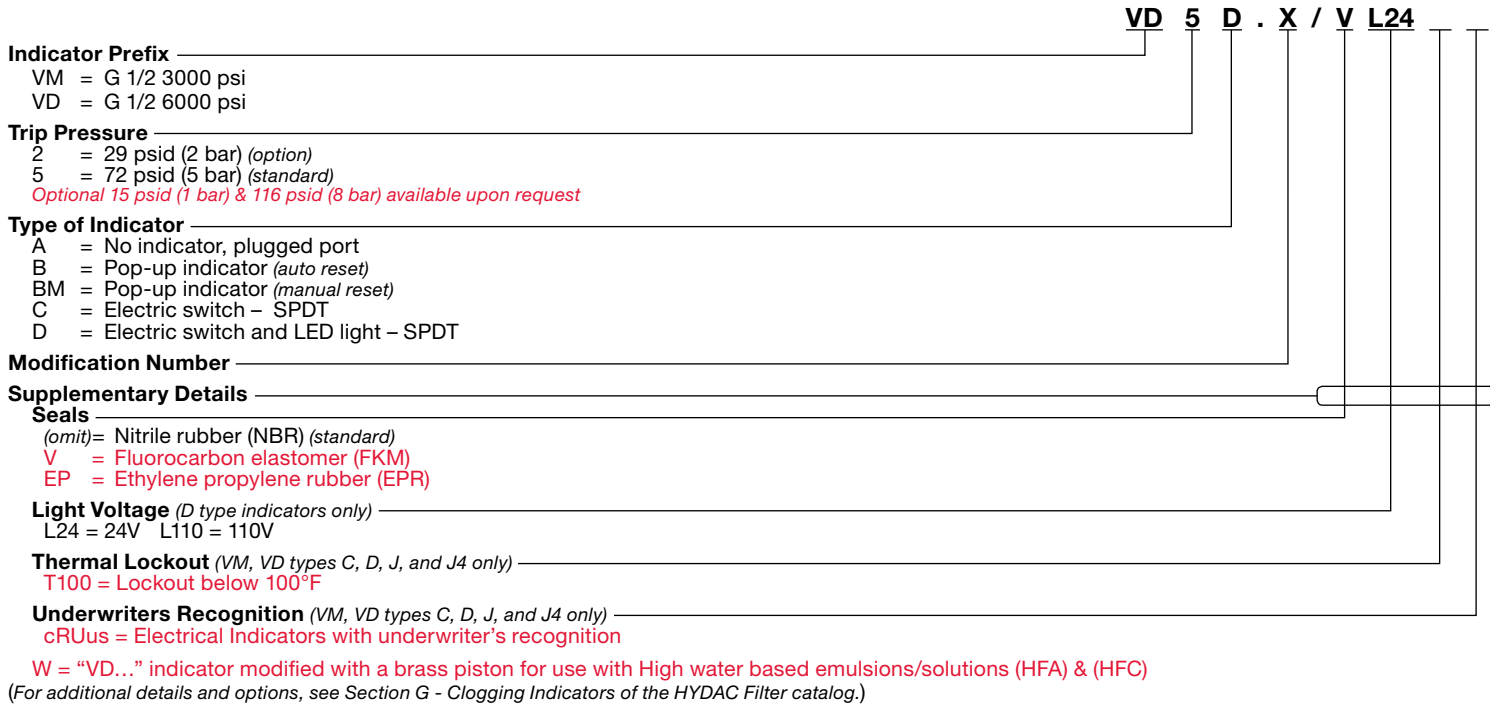 VD 5 D . X / V L24 _ _
Indicator Prefix
VM = G 1/2 3000 psi
VD = G 1/2 6000 psi
Trip Pressure
2 = 29 psid (2 bar) (option)
5 = 72 psid (5 bar) (standard)
Optional 15 psid (1 bar) & 116 psid (8 bar) available upon request
Type of Indicator
A = No indicator, plugged port
B = Pop-up indicator (auto reset)
BM = Pop-up indicator (manual reset)
C = Electric switch – SPDT
D = Electric switch and LED light – SPDT
Modification Number
Supplementary Details
Seals
(omit)= Nitrile rubber (NBR) (standard)
V = Fluorocarbon elastomer (FKM)
EP = Ethylene propylene rubber (EPR)
Light Voltage (D type indicators only)
L24 = 24V L110 = 110V
Thermal Lockout (VM, VD types C, D, J, and J4 only)
T100 = Lockout below 100°F
Underwriters Recognition (VM, VD types C, D, J, and J4 only)
cRUus = Electrical Indicators with underwriter’s recognition
W = “VD…” indicator modified with a brass piston for use with High water based emulsions/solutions (HFA) & (HFC)
(For additional details and options, see Section G - Clogging Indicators of the HYDAC Filter catalog.)